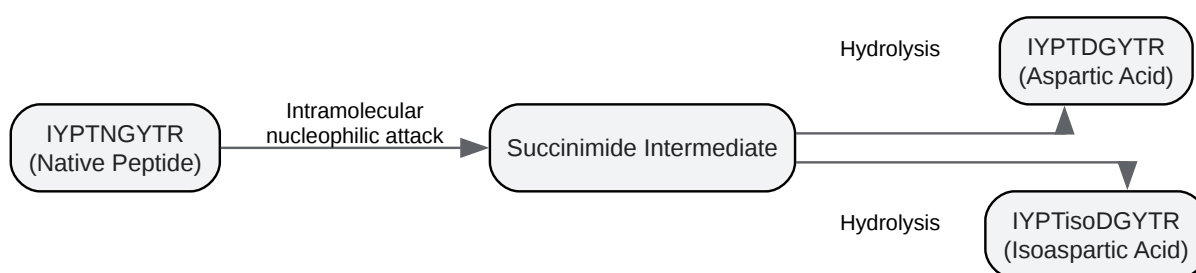 IYPTNGYTR
(Native Peptide)
Intramolecular
nucleophilic attack
Succinimide Intermediate
Hydrolysis
IYPTDGYTR
(Aspartic Acid)
Hydrolysis
IYPTisoDGYTR
(Isoaspartic Acid)